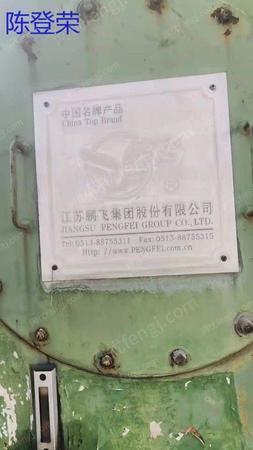 陈登荣
中国名牌产品
China Top Brand
江苏鹏飞集团股份有限公司
JIANGSU PENGFEI GROUP CO., LTD.
Tel:0513-88755311 Fax:0513-88755315
Http: //www.PENGFEI.com.cn